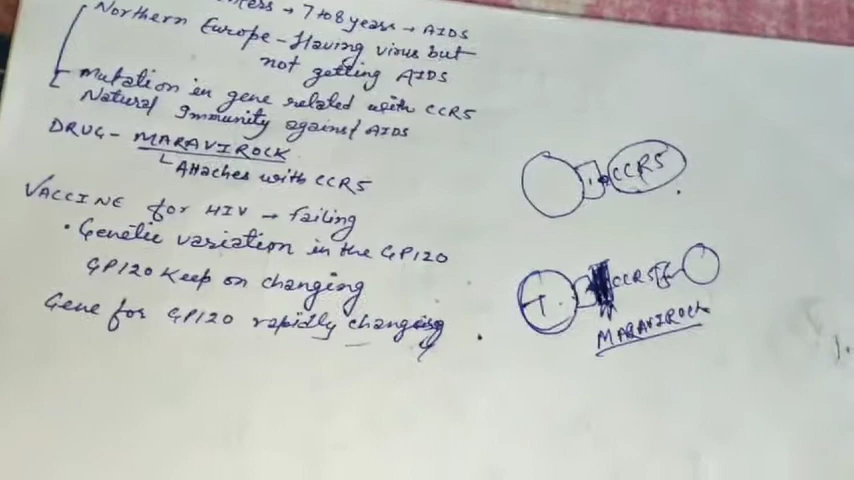 → 7 to 8 years → AIDS
Northern Europe - Having virus but
not getting AIDS
Mutation in gene related with CCR5
Natural Immunity against AIDS
DRUG - MARAVIROCK
Attaches with CCR5
VACCINE for HIV → failing
• Genetic variation in the GP120
GP120 Keep on changing
Gene for GP120 rapidly changing
CCR5
CCR5
MARAVIROCK